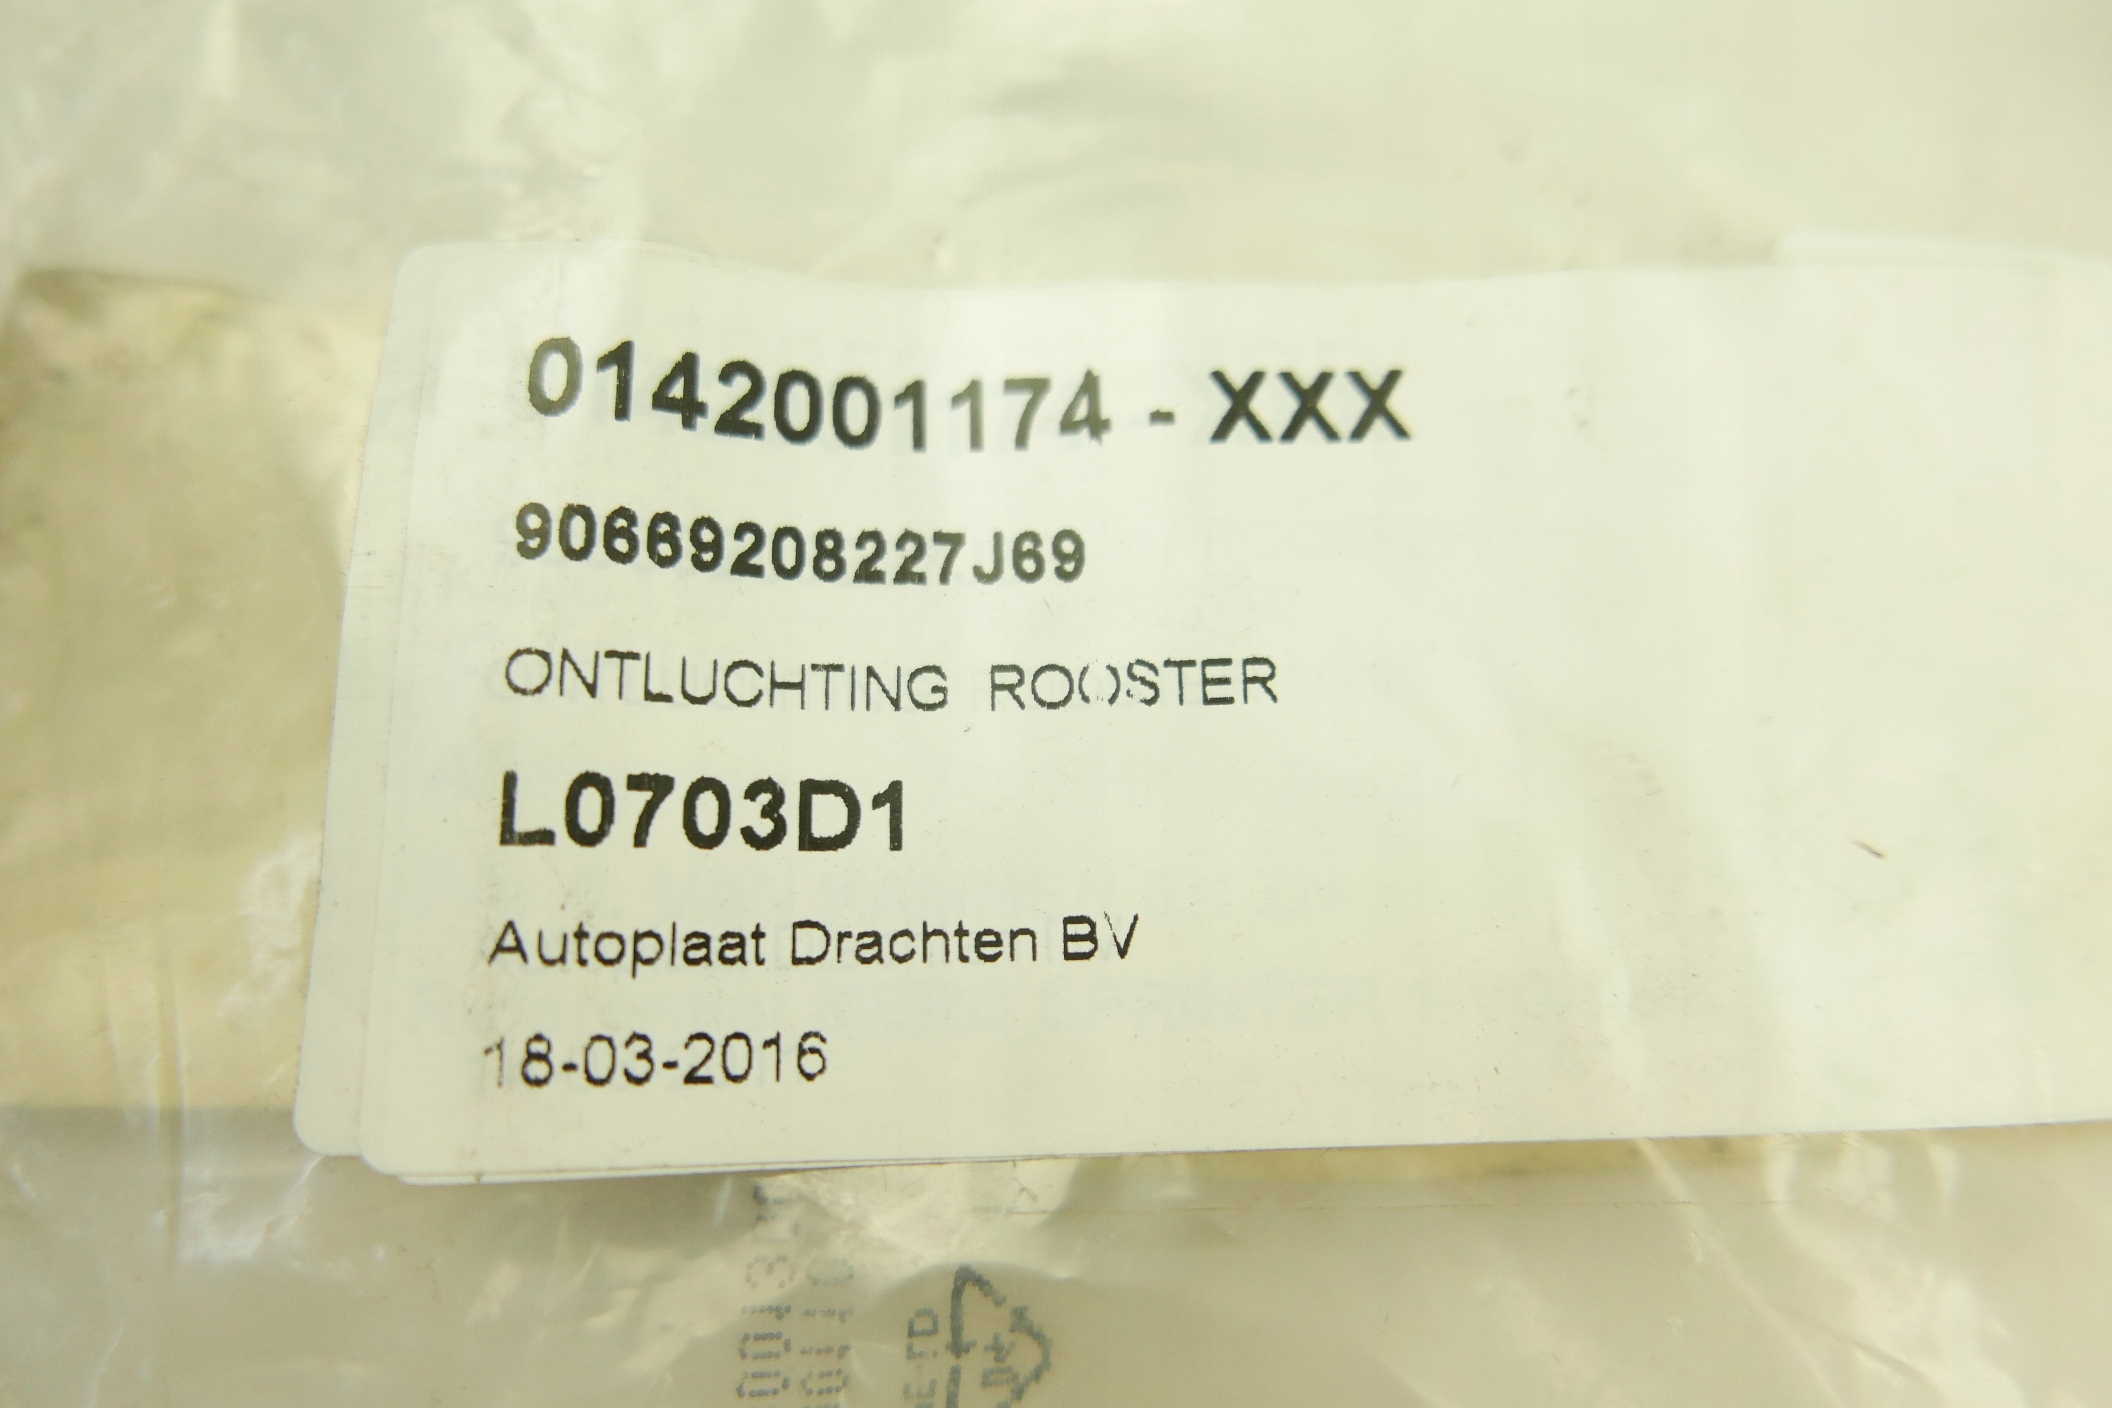 0142001174 - XXX
90669208227J69
ONTLUCHTING ROOSTER
L0703D1
Autoplaat Drachten BV
18-03-2016